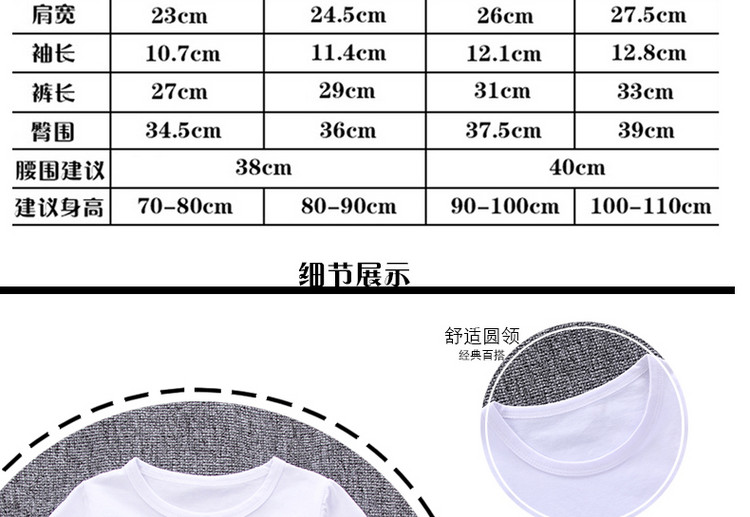 肩宽 23cm 24.5cm 26cm 27.5cm
袖长 10.7cm 11.4cm 12.1cm 12.8cm
裤长 27cm 29cm 31cm 33cm
臀围 34.5cm 36cm 37.5cm 39cm
腰围建议 38cm 40cm
建议身高 70-80cm 80-90cm 90-100cm 100-110cm
细节展示
舒适圆领
经典百搭